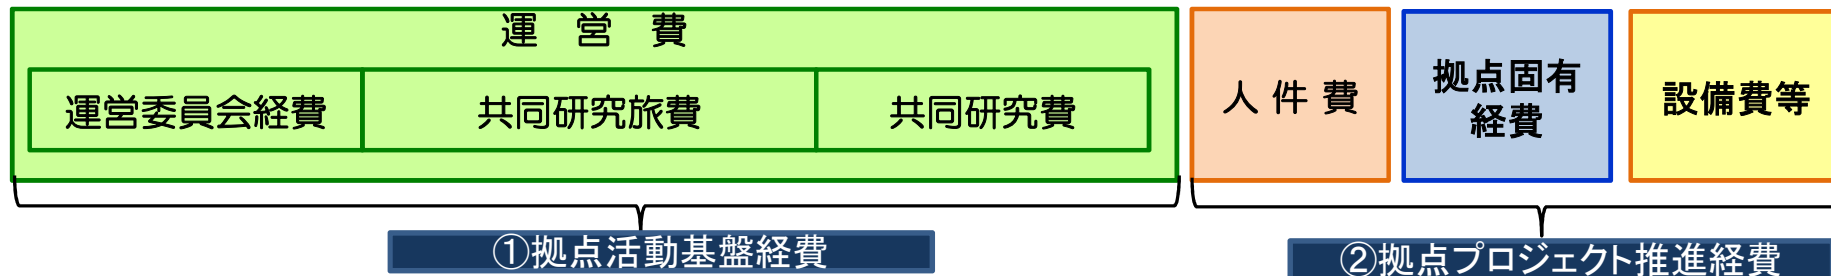 運 営 費
運営委員会経費
共同研究旅費
共同研究費
人 件 費
拠点固有
経費
設備費等
①拠点活動基盤経費
②拠点プロジェクト推進経費